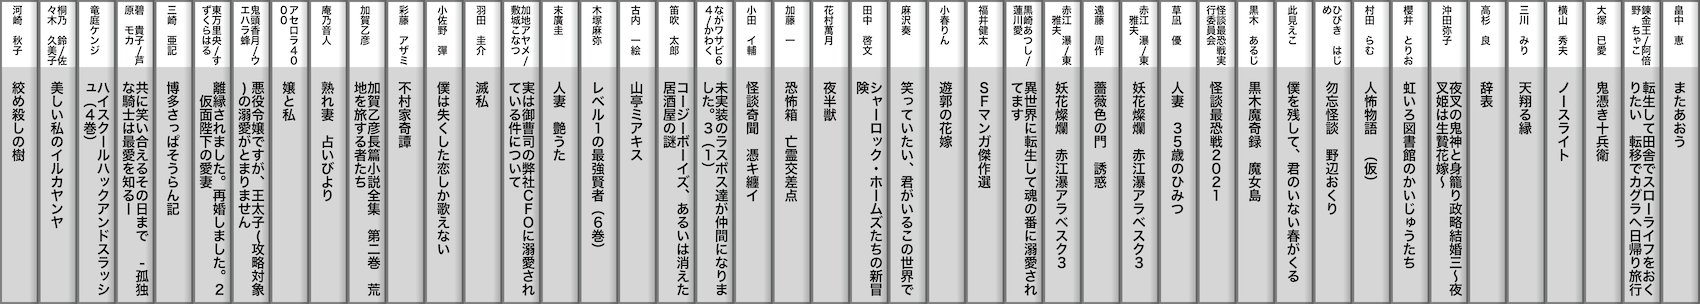 畠中　恵
またあおう
錬金王/阿倍
野　ちゃこ
転生して田舎でスローライフをおく
りたい　転移でカグラへ日帰り旅行
大塚　已愛
鬼憑き十兵衛
横山　秀夫
ノースライト
三川　みり
天翔る縁
高杉　良
辞表
沖田弥子
夜叉の鬼神と身籠り政略結婚三～夜
叉姫は生贄花嫁～
櫻井　とりお
虹いろ図書館のかいじゅうたち
村田　らむ
人怖物語　（仮）
ひびき　はじ
め
勿忘怪談　野辺おくり
此見えこ
僕を残して、君のいない春がくる
黒木　あるじ
黒木魔奇録　魔女島
怪談最恐戦実
行委員会
怪談最恐戦２０２１
草凪　優
人妻　３５歳のひみつ
赤江　瀑/東
雅夫
妖花燦爛　赤江瀑アラベスク３
遠藤　周作
薔薇色の門　誘惑
赤江　瀑/東
雅夫
妖花燦爛　赤江瀑アラベスク３
黒崎あつし/
蓮川愛
異世界に転生して魂の番に溺愛され
てます
福井健太
ＳＦマンガ傑作選
小春りん
遊郭の花嫁
麻沢奏
笑っていたい、君がいるこの世界で
田中　啓文
シャーロック・ホームズたちの新冒
険
花村萬月
夜半獣
加藤　一
恐怖箱　亡霊交差点
小田　イ輔
怪談奇聞　憑キ纏イ
ながワサビ６
４/かわく
未実装のラスボス達が仲間になりま
した。３（１）
笛吹　太郎
コージーボーイズ、あるいは消えた
居酒屋の謎
古内　一絵
山亭ミアキス
木塚麻弥
レベル１の最強賢者（６巻）
末廣圭
人妻　艶うた
加地アヤメ/
敷城こなつ
実は御曹司の弊社ＣＦＯに溺愛され
ている件について
羽田　圭介
滅私
小佐野　彈
僕は失くした恋しか歌えない
彩藤　アザミ
不村家奇譚
加賀乙彦
加賀乙彦長篇小説全集　第二巻　荒
地を旅する者たち
庵乃音人
熟れ妻　占いびより
アセロラ４０
００
嬢と私
鬼頭香月/ウ
エハラ蜂
悪役令嬢ですが、王太子(攻略対象
)の溺愛がとまりません
東万里央/す
ずくらはる
離縁されました。再婚しました。２
　仮面陛下の愛妻
三崎　亜記
博多さっぱそうらん記
碧　貴子/芦
原　モカ
共に笑い合えるその日まで　-孤独
な騎士は最愛を知るー
竜庭ケンジ
ハイスクールハックアンドスラッシ
ュ（４巻）
桐乃　鈴/佐
々木　久美子
美しい私のイルカヤンヤ
河﨑　秋子
絞め殺しの樹